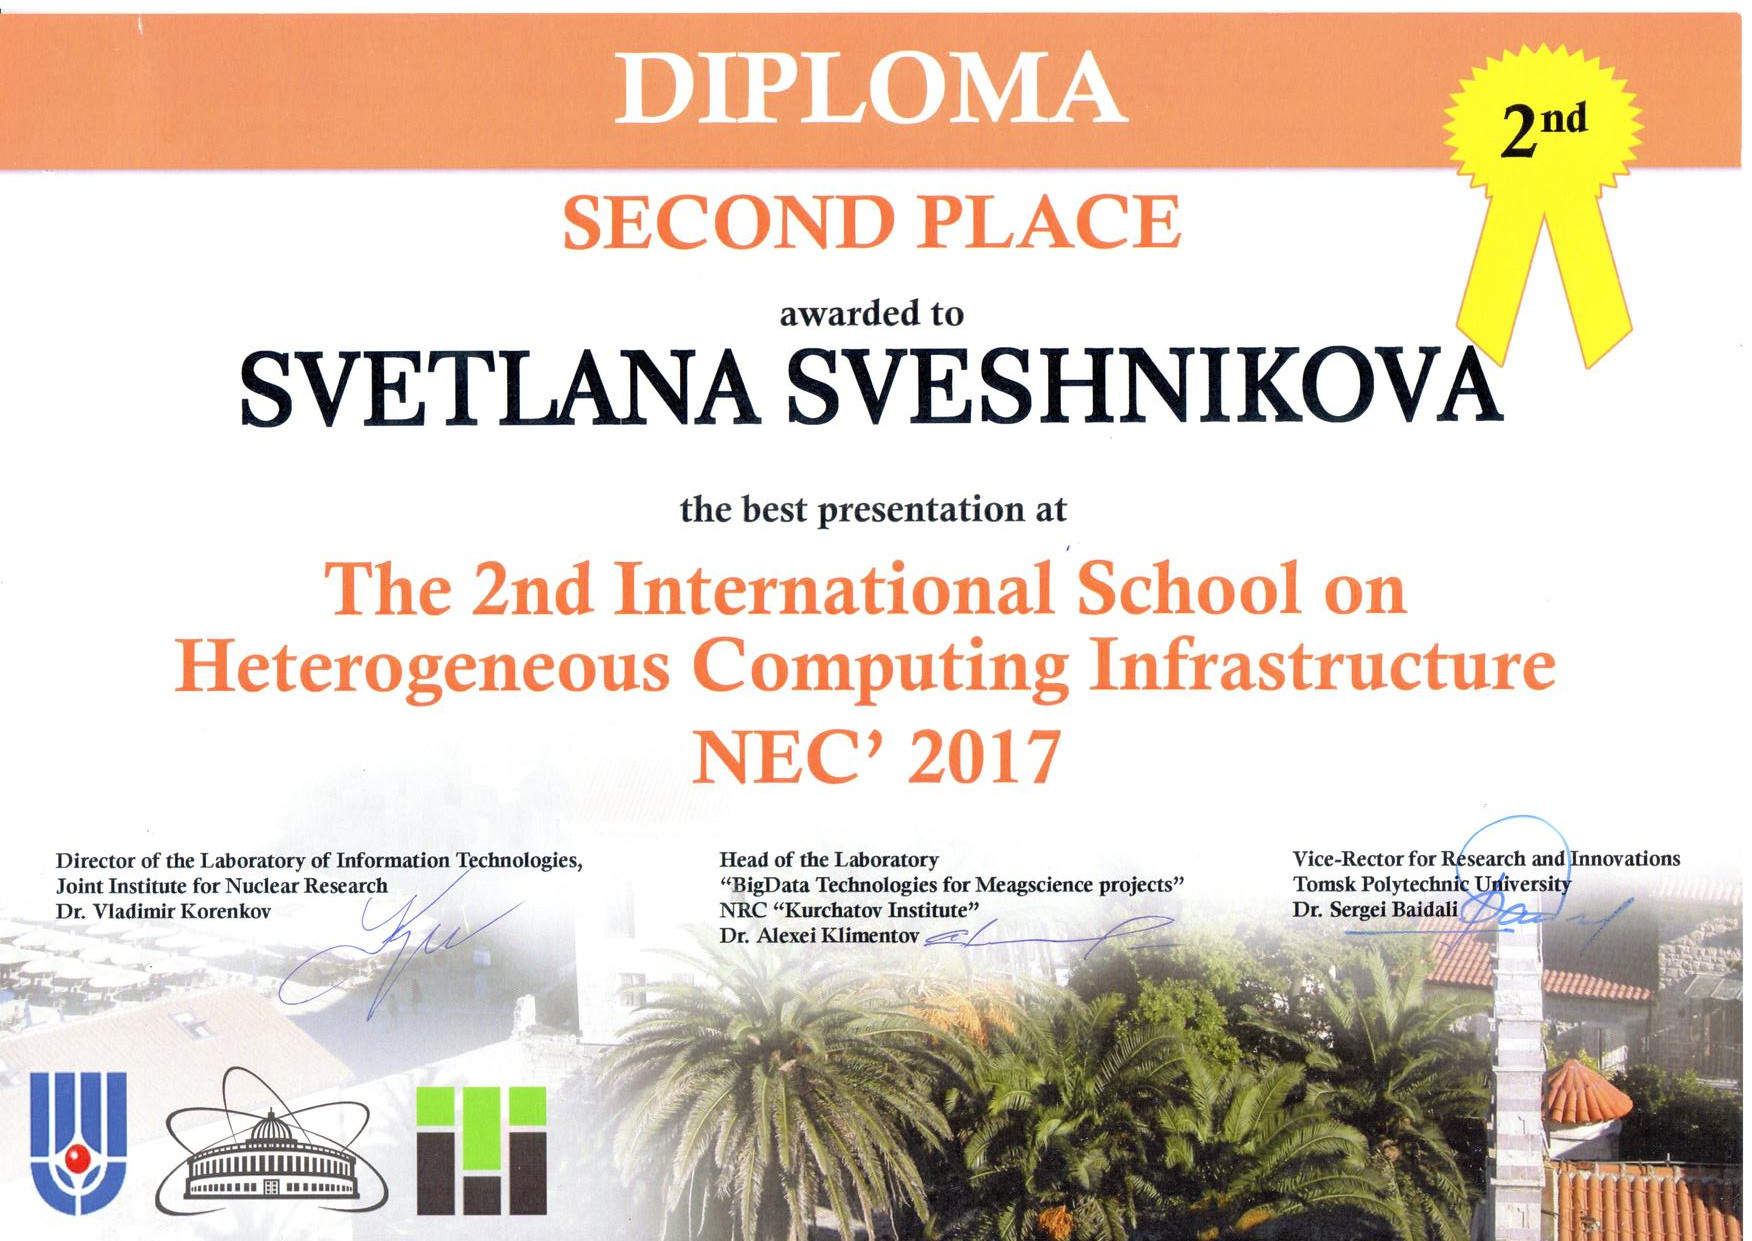 DIPLOMA
2nd
SECOND PLACE
awarded to
SVETLANA SVESHNIKOVA
the best presentation at
The 2nd International School on
Heterogeneous Computing Infrastructure
NEC’ 2017
Director of the Laboratory of Information Technologies,
Joint Institute for Nuclear Research
Dr. Vladimir Korenkov
Head of the Laboratory
“BigData Technologies for Meagscience projects”
NRC “Kurchatov Institute”
Dr. Alexei Klimentov
Vice-Rector for Research and Innovations
Tomsk Polytechnic University
Dr. Sergei Baidali